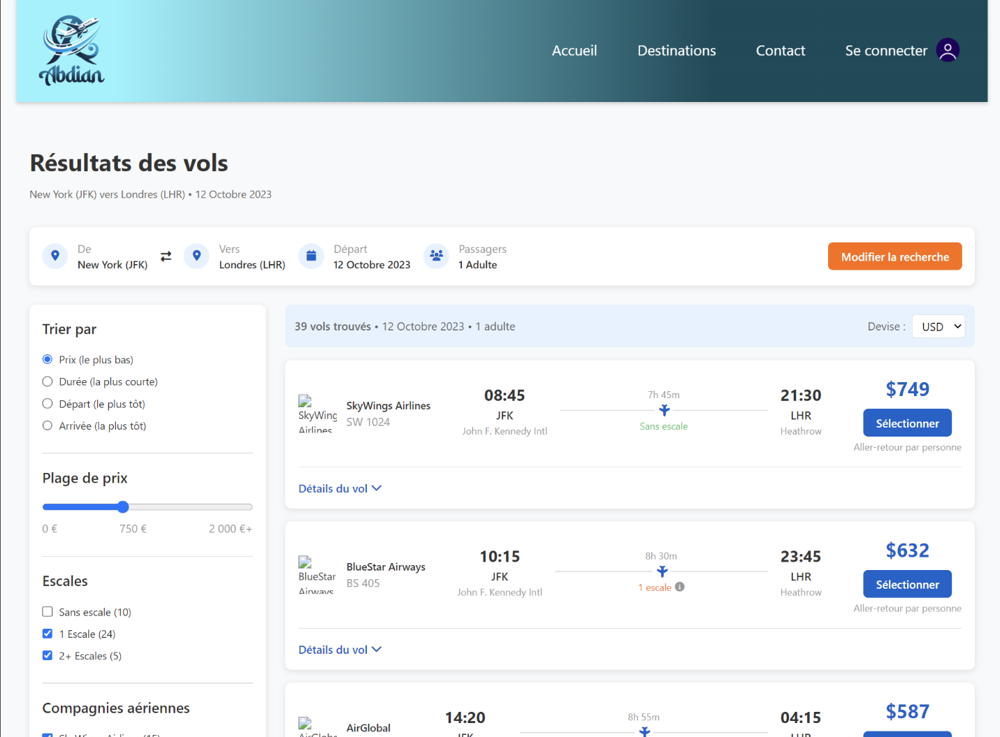 Abdian
Accueil Destinations Contact Se connecter
Résultats des vols
New York (JFK) vers Londres (LHR) • 12 Octobre 2023
De
New York (JFK)
Vers
Londres (LHR)
Départ
12 Octobre 2023
Passagers
1 Adulte
Modifier la recherche
Trier par
Prix (le plus bas)
Durée (la plus courte)
Départ (le plus tôt)
Arrivée (la plus tôt)
Plage de prix
0 € 750 € 2 000 €+
Escales
Sans escale (10)
1 Escale (24)
2+ Escales (5)
Compagnies aériennes
39 vols trouvés • 12 Octobre 2023 • 1 adulte
Devise : USD
SkyWing
Airlines
SkyWings Airlines
SW 1024
08:45
JFK
John F. Kennedy Intl
7h 45m
Sans escale
21:30
LHR
Heathrow
$749
Sélectionner
Aller-retour par personne
Détails du vol
BlueStar
Airways
BlueStar Airways
BS 405
10:15
JFK
John F. Kennedy Intl
8h 30m
1 escale
23:45
LHR
Heathrow
$632
Sélectionner
Aller-retour par personne
Détails du vol
AirGlobal
14:20
JFK
8h 55m
04:15
LHR
$587